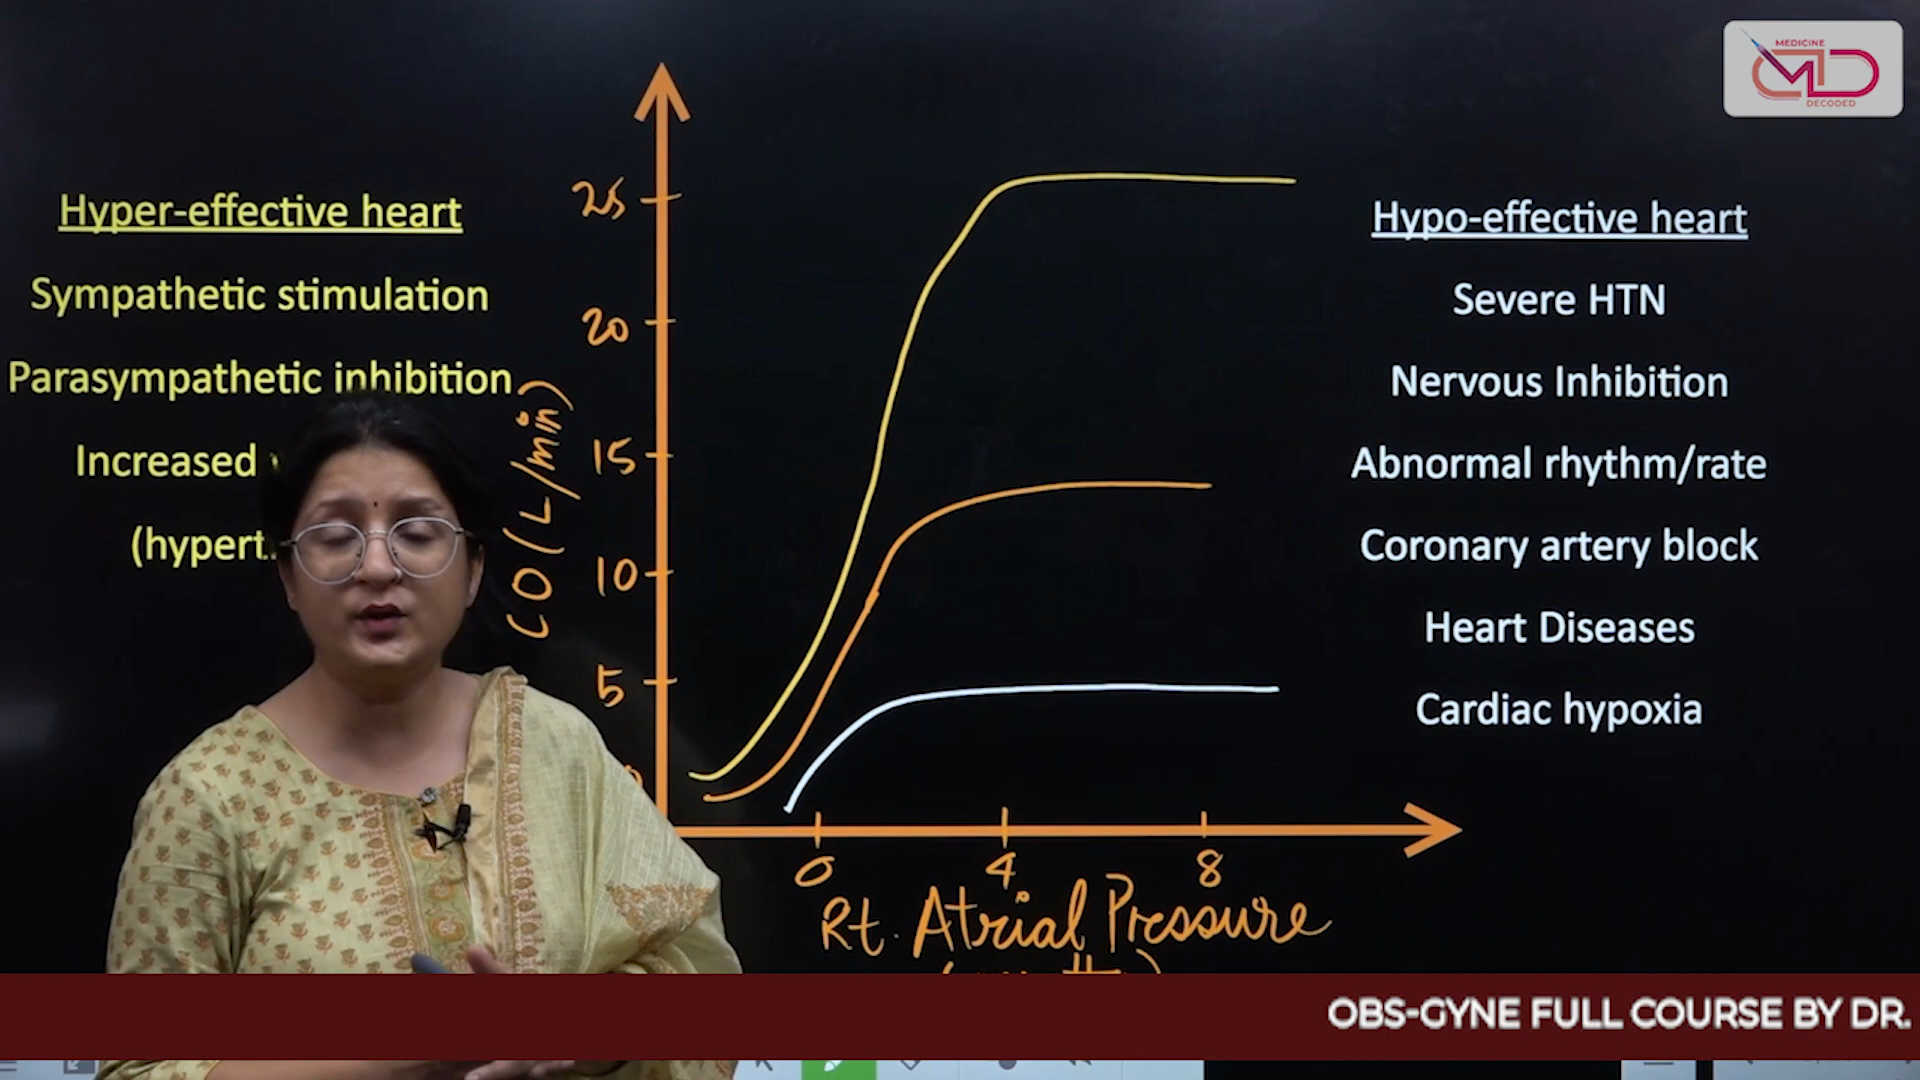 MEDICINE
MD
DECODED
Hyper-effective heart
Sympathetic stimulation
Parasympathetic inhibition
Increased
CO (L/min)
25
20
15
10
5
0 4 8
Rt. Atrial Pressure
Hypo-effective heart
Severe HTN
Nervous Inhibition
Abnormal rhythm/rate
Coronary artery block
Heart Diseases
Cardiac hypoxia
OBS-GYNE FULL COURSE BY DR.